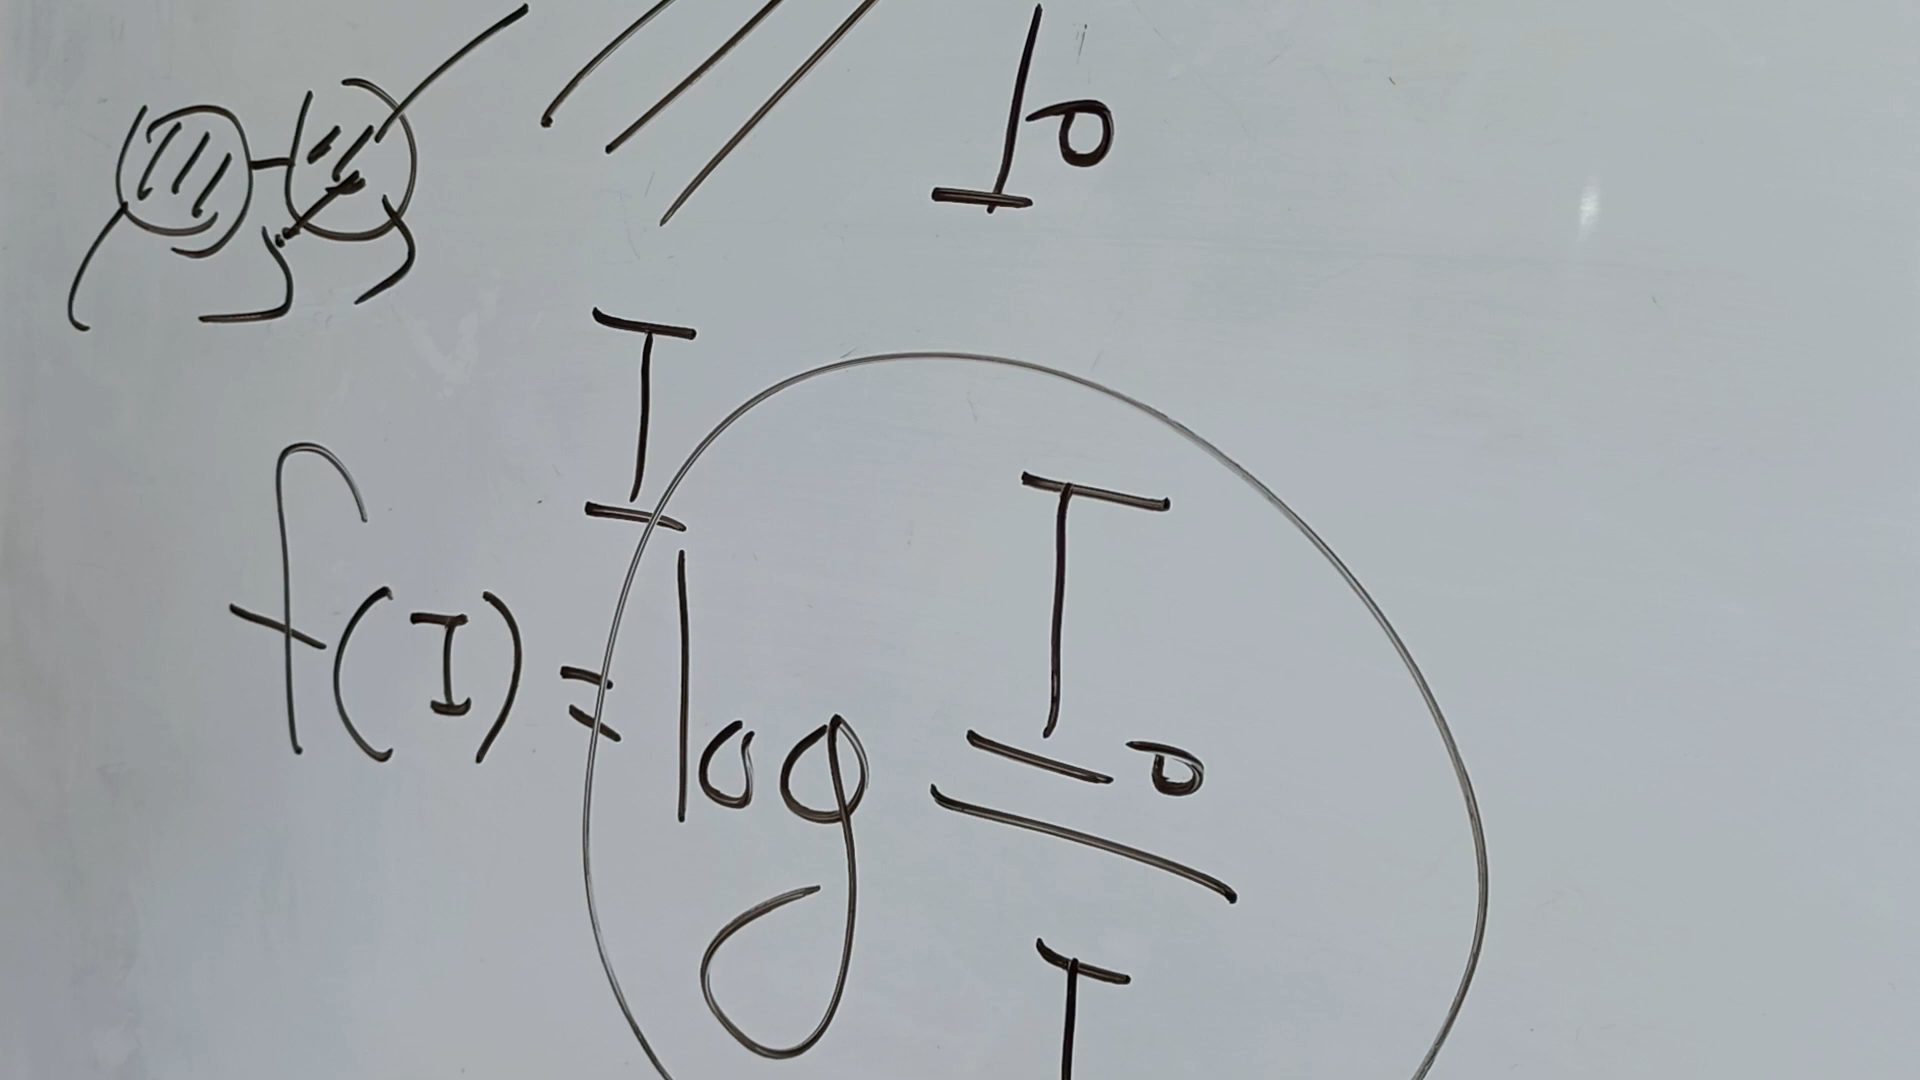 I₀
I
f(I) = log I₀/I